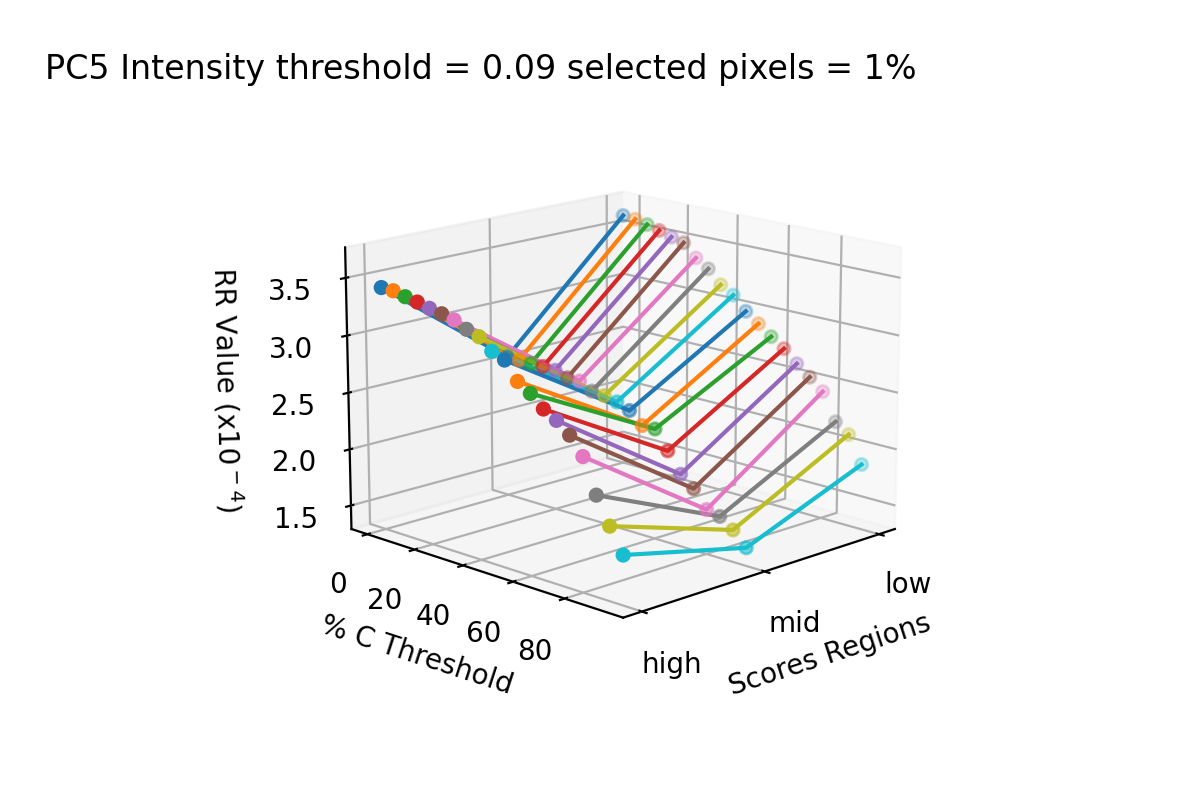 PC5 Intensity threshold = 0.09 selected pixels = 1%
RR Value (x10⁻⁴)
3.5
3.0
2.5
2.0
1.5
0
20
40
60
80
% C Threshold
high
mid
low
Scores Regions